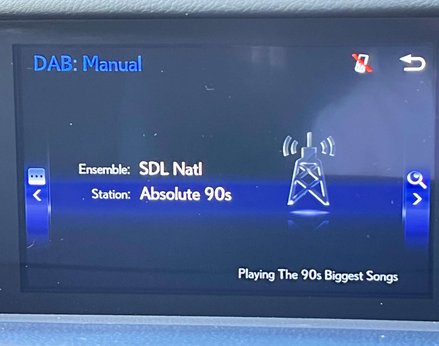 DAB: Manual
Ensemble: SDL Natl
Station: Absolute 90s
Playing The 90s Biggest Songs